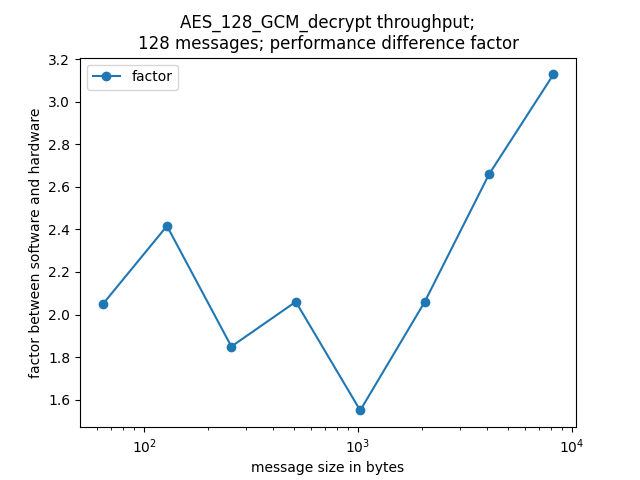 AES_128_GCM_decrypt throughput;
128 messages; performance difference factor
factor
factor between software and hardware
3.2
3.0
2.8
2.6
2.4
2.2
2.0
1.8
1.6
10²
10³
10⁴
message size in bytes